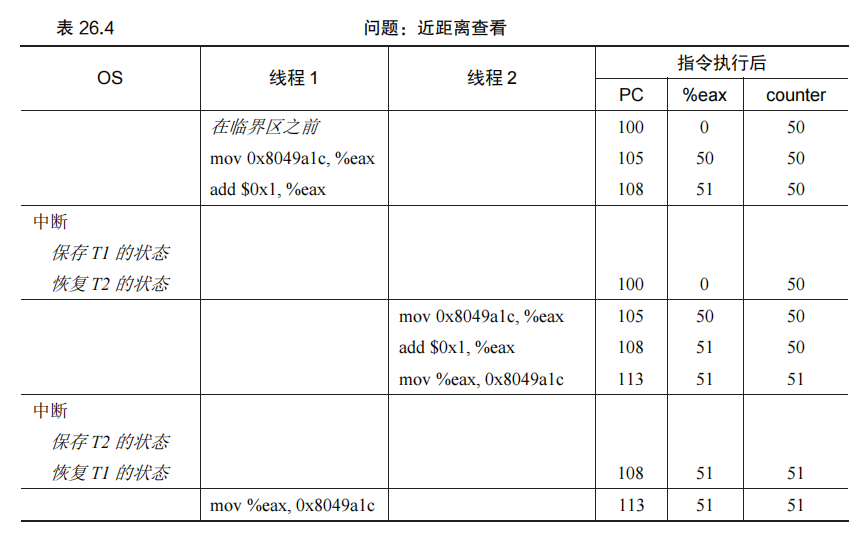 表 26.4 问题：近距离查看
OS 线程 1 线程 2 指令执行后
PC %eax counter
在临界区之前 100 0 50
mov 0x8049a1c, %eax 105 50 50
add $0x1, %eax 108 51 50
中断
保存 T1 的状态
恢复 T2 的状态 100 0 50
mov 0x8049a1c, %eax 105 50 50
add $0x1, %eax 108 51 50
mov %eax, 0x8049a1c 113 51 51
中断
保存 T2 的状态
恢复 T1 的状态 108 51 51
mov %eax, 0x8049a1c 113 51 51